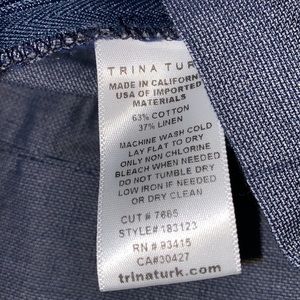 TRINA TURK
MADE IN CALIFORNIA
USA OF IMPORTED
MATERIALS
63% COTTON
37% LINEN
MACHINE WASH COLD
LAY FLAT TO DRY
ONLY NON CHLORINE
BLEACH WHEN NEEDED
DO NOT TUMBLE DRY
LOW IRON IF NEEDED
OR DRY CLEAN
CUT # 7665
STYLE# 183123
RN # 93415
CA#30427
trinaturk.com